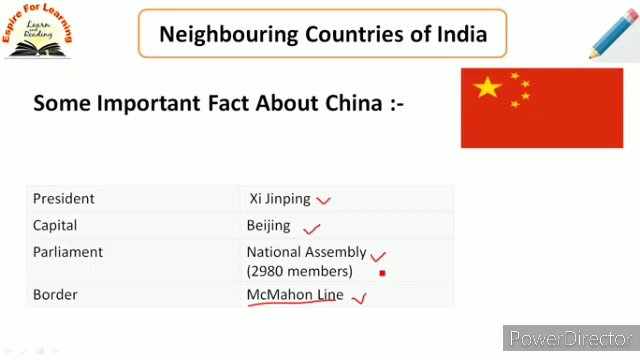 Espire For Learning
Learn
and
Reading
Neighbouring Countries of India
Some Important Fact About China :-
President Xi Jinping
Capital Beijing
Parliament National Assembly
(2980 members)
Border McMahon Line
PowerDirector